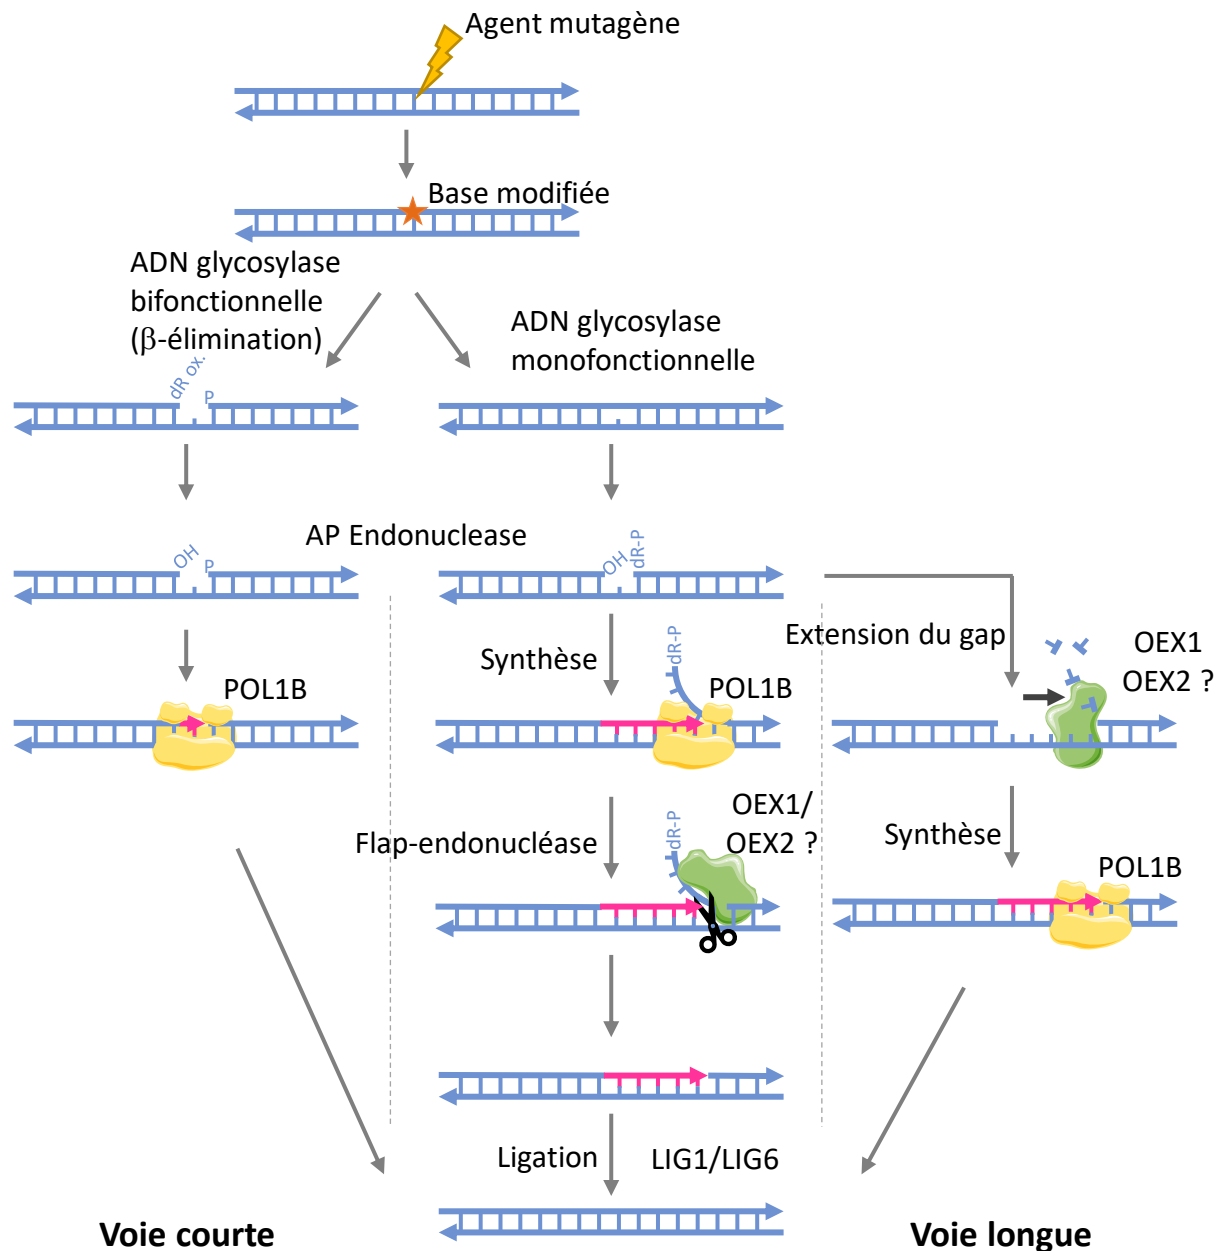 Agent mutagène
Base modifiée
ADN glycosylase
bifonctionnelle
(β-élimination)
ADN glycosylase
monofonctionnelle
dR ox.
P
AP Endonuclease
OH
P
OH
dR-P
Synthèse
dR-P
Extension du gap
OEX1
OEX2 ?
POL1B
POL1B
Flap-endonucléase
dR-P
OEX1/
OEX2 ?
Synthèse
POL1B
Ligation
LIG1/LIG6
Voie courte
Voie longue